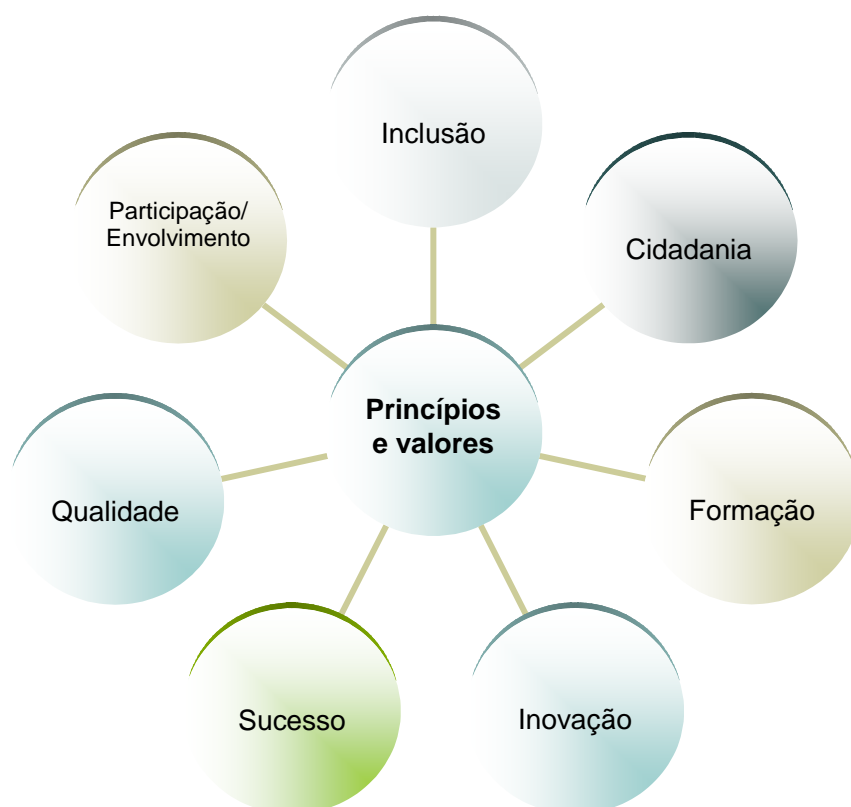 Inclusão
Participação/
Envolvimento
Cidadania
Princípios
e valores
Qualidade
Formação
Sucesso
Inovação